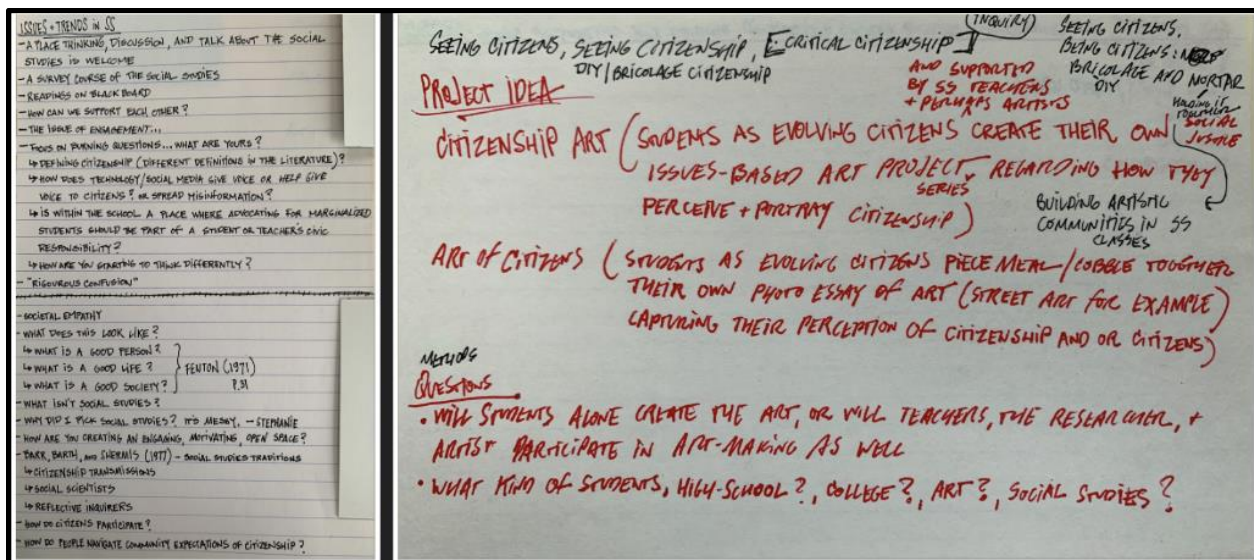 ISSUES + TRENDS in SS
- A PLACE THINKING, DISCUSSION, AND TALK ABOUT THE SOCIAL
STUDIES IS WELCOME
- A SURVEY COURSE OF THE SOCIAL STUDIES
- READINGS ON BLACKBOARD
- HOW CAN WE SUPPORT EACH OTHER?
- THE ISSUE OF ENGAGEMENT...
- FOCUS ON BURNING QUESTIONS... WHAT ARE YOURS?
↳ DEFINING CITIZENSHIP (DIFFERENT DEFINITIONS IN THE LITERATURE)?
↳ HOW DOES TECHNOLOGY/SOCIAL MEDIA GIVE VOICE OR HELP GIVE
VOICE TO CITIZENS? OR SPREAD MISINFORMATION?
↳ IS WITHIN THE SCHOOL A PLACE WHERE ADVOCATING FOR MARGINALIZED
STUDENTS SHOULD BE PART OF A STUDENT OR TEACHER'S CIVIC
RESPONSIBILITY?
↳ HOW ARE YOU STARTING TO THINK DIFFERENTLY?
- "RIGOUROUS CONFUSION"
- SOCIETAL EMPATHY
- WHAT DOES THIS LOOK LIKE?
↳ WHAT IS A GOOD PERSON?
↳ WHAT IS A GOOD LIFE?
↳ WHAT IS A GOOD SOCIETY?
FENTON (1971)
P.31
- WHAT ISN'T SOCIAL STUDIES?
- WHY DID I PICK SOCIAL STUDIES? IT'S MESSY. - STEPHANIE
- HOW ARE YOU CREATING AN ENGAGING, MOTIVATING, OPEN SPACE?
- BARR, BARTH, AND SHERMIS (1977) - SOCIAL STUDIES TRADITIONS
↳ CITIZENSHIP TRANSMISSIONS
↳ SOCIAL SCIENTISTS
↳ REFLECTIVE INQUIRERS
- HOW DO CITIZENS PARTICIPATE?
- HOW DO PEOPLE NAVIGATE COMMUNITY EXPECTATIONS OF CITIZENSHIP?
(INQUIRY)
SEEING CITIZENS, SEEING CITIZENSHIP, [CRITICAL CITIZENSHIP]
DIY/BRICOLAGE CITIZENSHIP
SEEING CITIZENS,
BEING CITIZENS:
BRICOLAGE AND MORTAR
DIY
HOLDING IT
TOGETHER
SOCIAL
JUSTICE
PROJECT IDEA
AND SUPPORTED
BY SS TEACHERS
+ PERHAPS ARTISTS
CITIZENSHIP ART (STUDENTS AS EVOLVING CITIZENS CREATE THEIR OWN
ISSUES-BASED ART PROJECT REGARDING HOW THEY
SERIES
PERCEIVE + PORTRAY CITIZENSHIP)
BUILDING ARTISTIC
COMMUNITIES IN SS
CLASSES
ART OF CITIZENS (STUDENTS AS EVOLVING CITIZENS PIECE MEAL/COBBLE TOGETHER
THEIR OWN PHOTO ESSAY OF ART (STREET ART FOR EXAMPLE)
CAPTURING THEIR PERCEPTION OF CITIZENSHIP AND OR CITIZENS)
METHODS
QUESTIONS
• WILL STUDENTS ALONE CREATE THE ART, OR WILL TEACHERS, THE RESEARCHER, +
ARTIST PARTICIPATE IN ART-MAKING AS WELL
• WHAT KIND OF STUDENTS, HIGH-SCHOOL?, COLLEGE?, ART?, SOCIAL STUDIES?